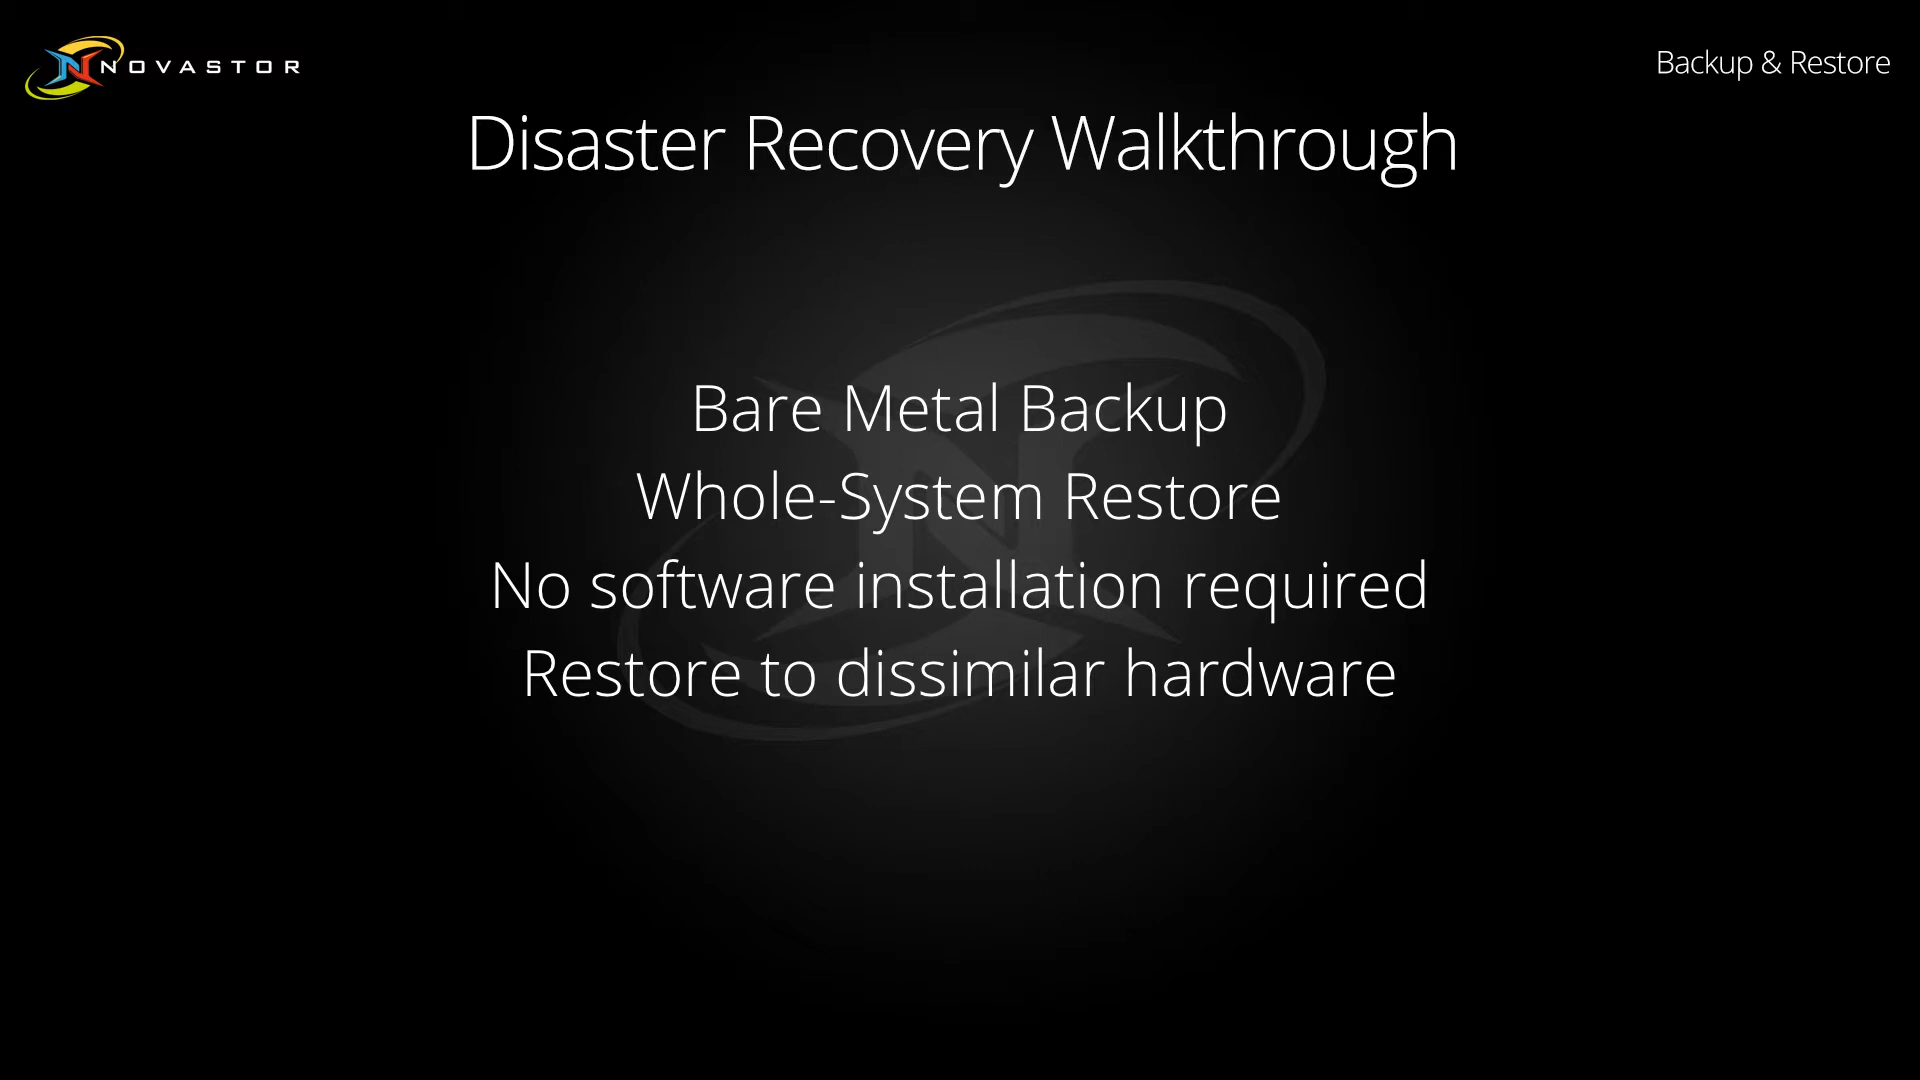 NOVASTOR
Backup & Restore
Disaster Recovery Walkthrough
Bare Metal Backup
Whole-System Restore
No software installation required
Restore to dissimilar hardware